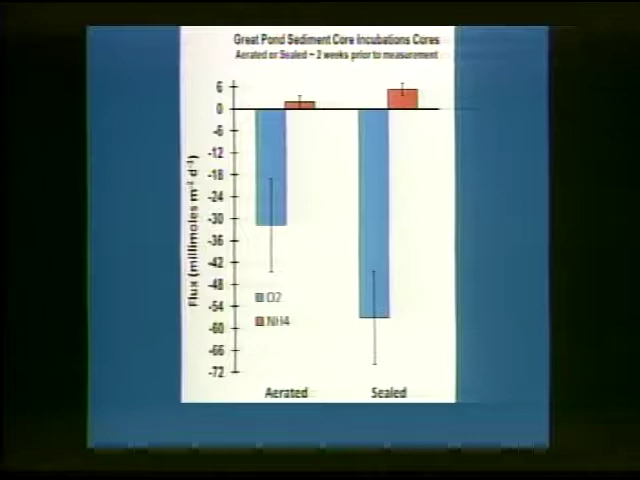 Great Pond Sediment Core Incubations Cores
Aerated or Sealed ~ 2 weeks prior to measurement
6
0
-6
-12
-18
-24
-30
-36
-42
-48
-54
-60
-66
-72
Flux (millimoles m⁻² d⁻¹)
O2
NH4
Aerated
Sealed